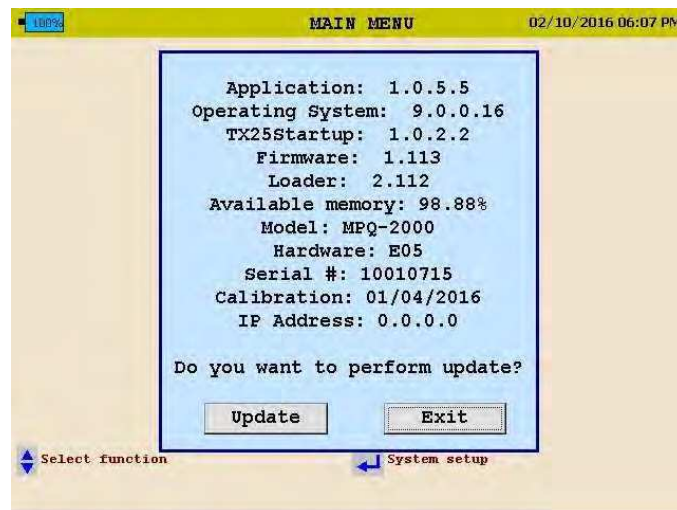 100% MAIN MENU 02/10/2016 06:07 PM
Application: 1.0.5.5
Operating System: 9.0.0.16
TX25Startup: 1.0.2.2
Firmware: 1.113
Loader: 2.112
Available memory: 98.88%
Model: MPQ-2000
Hardware: E05
Serial #: 10010715
Calibration: 01/04/2016
IP Address: 0.0.0.0
Do you want to perform update?
Update Exit
Select function System setup